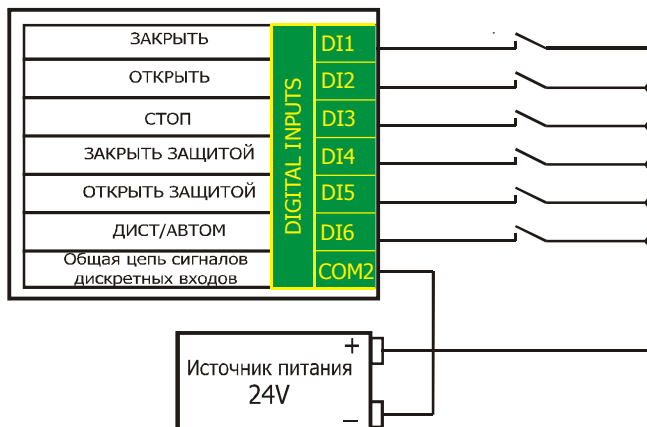 ЗАКРЫТЬ
DI1
ОТКРЫТЬ
DI2
СТОП
DI3
ЗАКРЫТЬ ЗАЩИТОЙ
DI4
ОТКРЫТЬ ЗАЩИТОЙ
DI5
ДИСТ/АВТОМ
DI6
Общая цепь сигналов
дискретных входов
COM2
DIGITAL INPUTS
+
Источник питания
24V
—